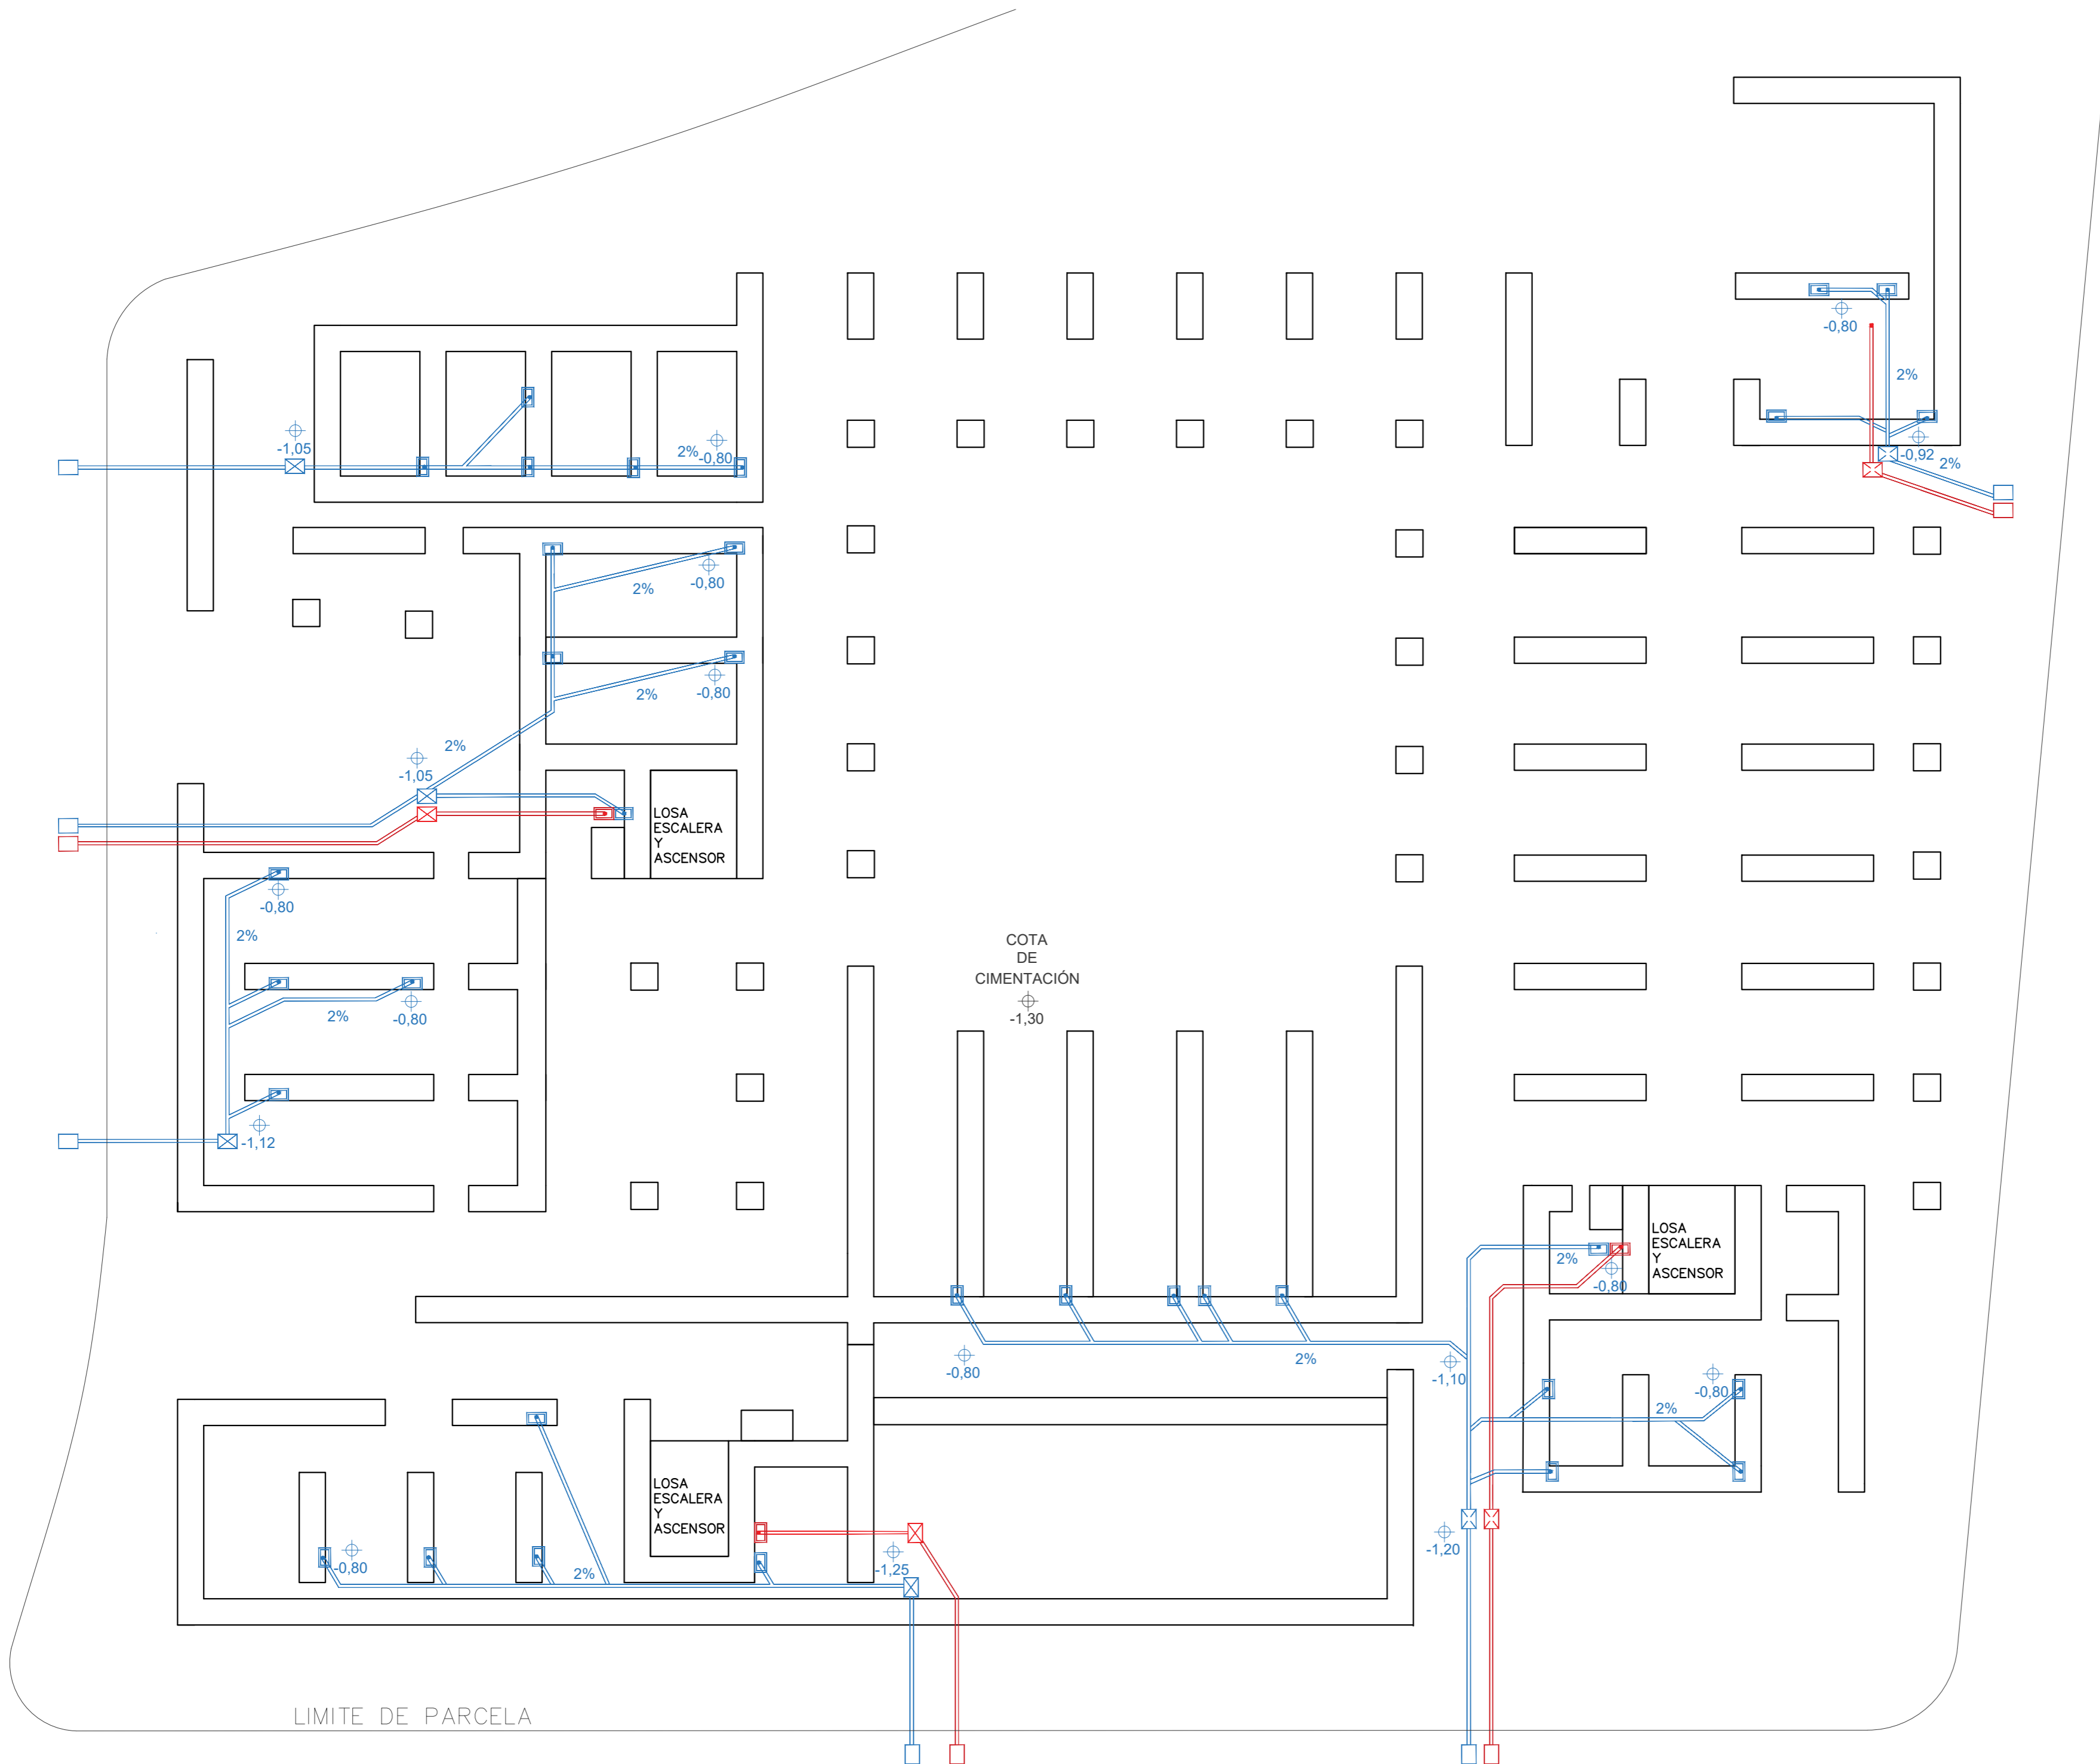 -0,80
2%
-1,05
2%
-0,80
-0,92
2%
-0,80
2%
-0,80
2%
2%
-1,05
LOSA
ESCALERA
Y
ASCENSOR
-0,80
2%
COTA
DE
CIMENTACIÓN
-1,30
2%
-0,80
-1,12
LOSA
ESCALERA
Y
ASCENSOR
2%
-0,80
2%
-0,80
-1,10
-0,80
2%
LOSA
ESCALERA
Y
ASCENSOR
-0,80
2%
-1,25
-1,20
LIMITE DE PARCELA